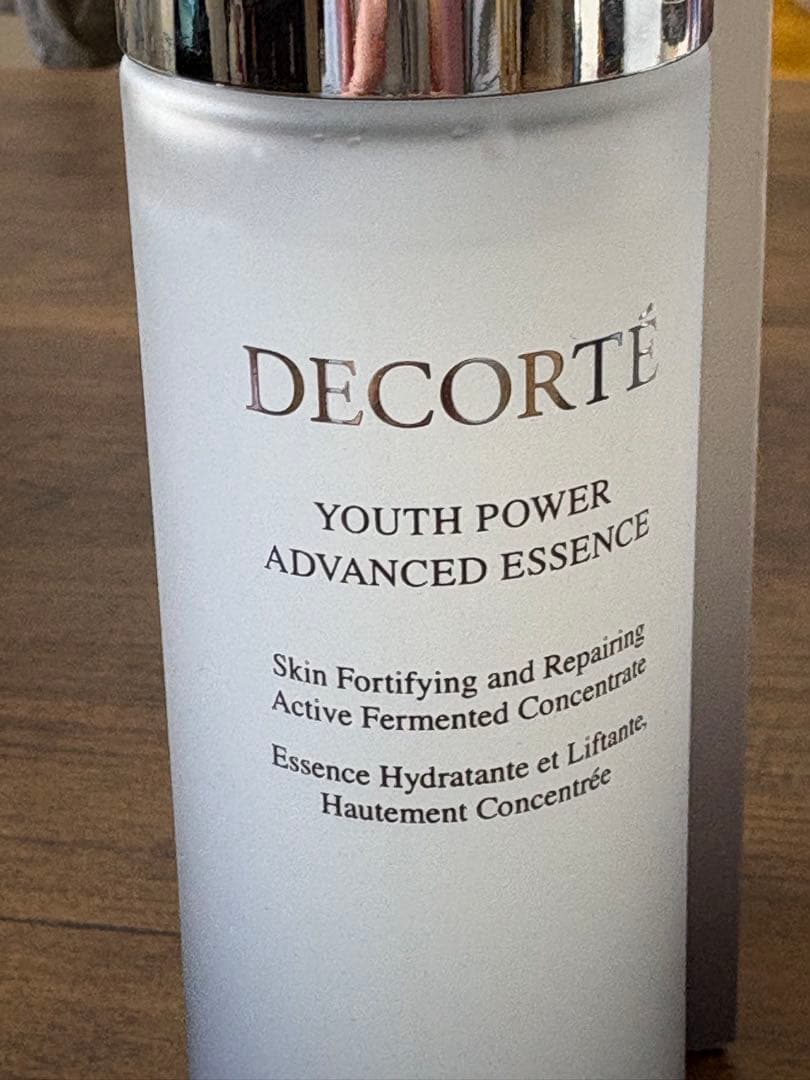 DECORTÉ
YOUTH POWER
ADVANCED ESSENCE
Skin Fortifying and Repairing
Active Fermented Concentrate
Essence Hydratante et Liftante,
Hautement Concentrée